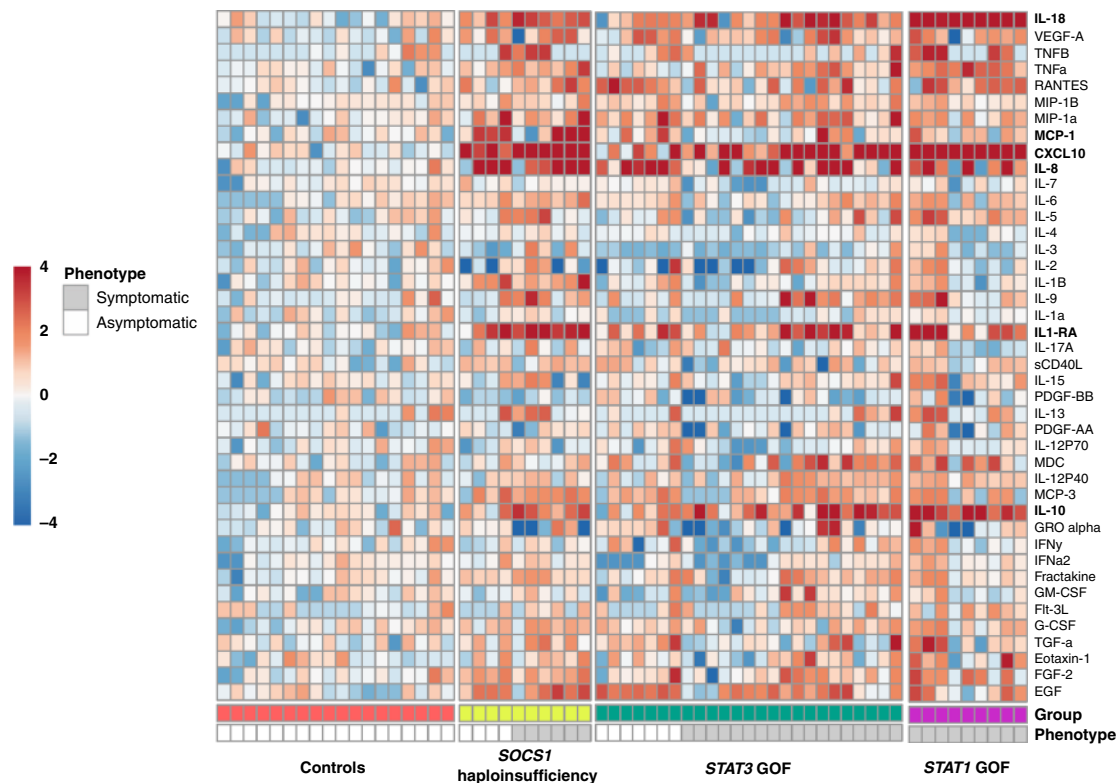 IL-18
VEGF-A
TNFB
TNFa
RANTES
MIP-1B
MIP-1a
MCP-1
CXCL10
IL-8
IL-7
IL-6
IL-5
IL-4
IL-3
IL-2
IL-1B
IL-9
IL-1a
IL1-RA
IL-17A
sCD40L
IL-15
PDGF-BB
IL-13
PDGF-AA
IL-12P70
MDC
IL-12P40
MCP-3
IL-10
GRO alpha
IFNy
IFNa2
Fractakine
GM-CSF
Flt-3L
G-CSF
TGF-a
Eotaxin-1
FGF-2
EGF
Group
Phenotype
4
2
0
−2
−4
Phenotype
Symptomatic
Asymptomatic
Controls
SOCS1
haploinsufficiency
STAT3 GOF
STAT1 GOF